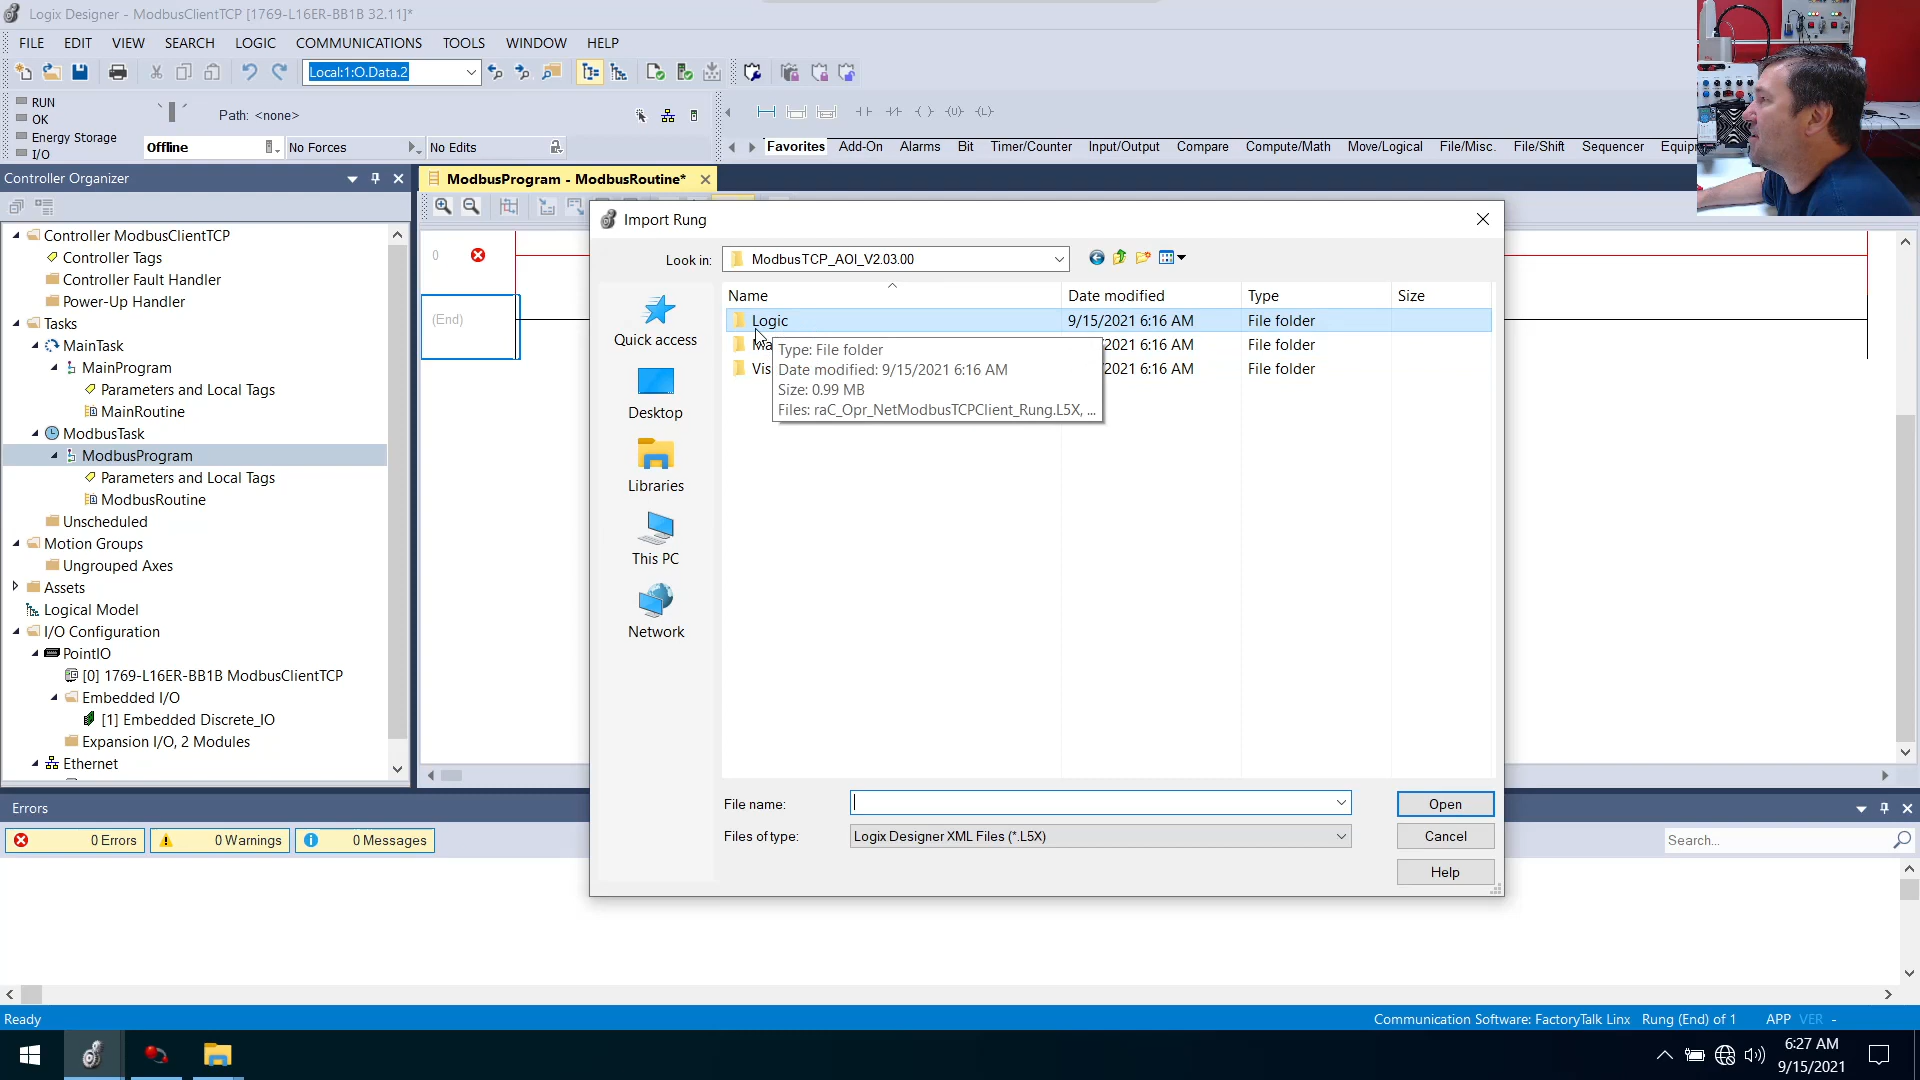 Logix Designer - ModbusClientTCP [1769-L16ER-BB1B 32.11]*
FILE EDIT VIEW SEARCH LOGIC COMMUNICATIONS TOOLS WINDOW HELP
Local:1:O.Data.2
RUN
OK
Energy Storage
I/O
Path: <none>
Offline No Forces No Edits
Favorites Add-On Alarms Bit Timer/Counter Input/Output Compare Compute/Math Move/Logical File/Misc. File/Shift Sequencer Equip
Controller Organizer
ModbusProgram - ModbusRoutine*
Controller ModbusClientTCP
Controller Tags
Controller Fault Handler
Power-Up Handler
Tasks
MainTask
MainProgram
Parameters and Local Tags
MainRoutine
ModbusTask
ModbusProgram
Parameters and Local Tags
ModbusRoutine
Unscheduled
Motion Groups
Ungrouped Axes
Assets
Logical Model
I/O Configuration
PointIO
[0] 1769-L16ER-BB1B ModbusClientTCP
Embedded I/O
[1] Embedded Discrete_IO
Expansion I/O, 2 Modules
Ethernet
0
(End)
Import Rung
Look in: ModbusTCP_AOI_V2.03.00
Name Date modified Type Size
Logic 9/15/2021 6:16 AM File folder
2021 6:16 AM File folder
Vis 2021 6:16 AM File folder
Type: File folder
Date modified: 9/15/2021 6:16 AM
Size: 0.99 MB
Files: raC_Opr_NetModbusTCPClient_Rung.L5X, ...
Quick access
Desktop
Libraries
This PC
Network
File name: Open
Files of type: Logix Designer XML Files (*.L5X) Cancel
Help
Errors
0 Errors 0 Warnings 0 Messages
Search...
Ready
Communication Software: FactoryTalk Linx Rung (End) of 1 APP VER -
6:27 AM
9/15/2021